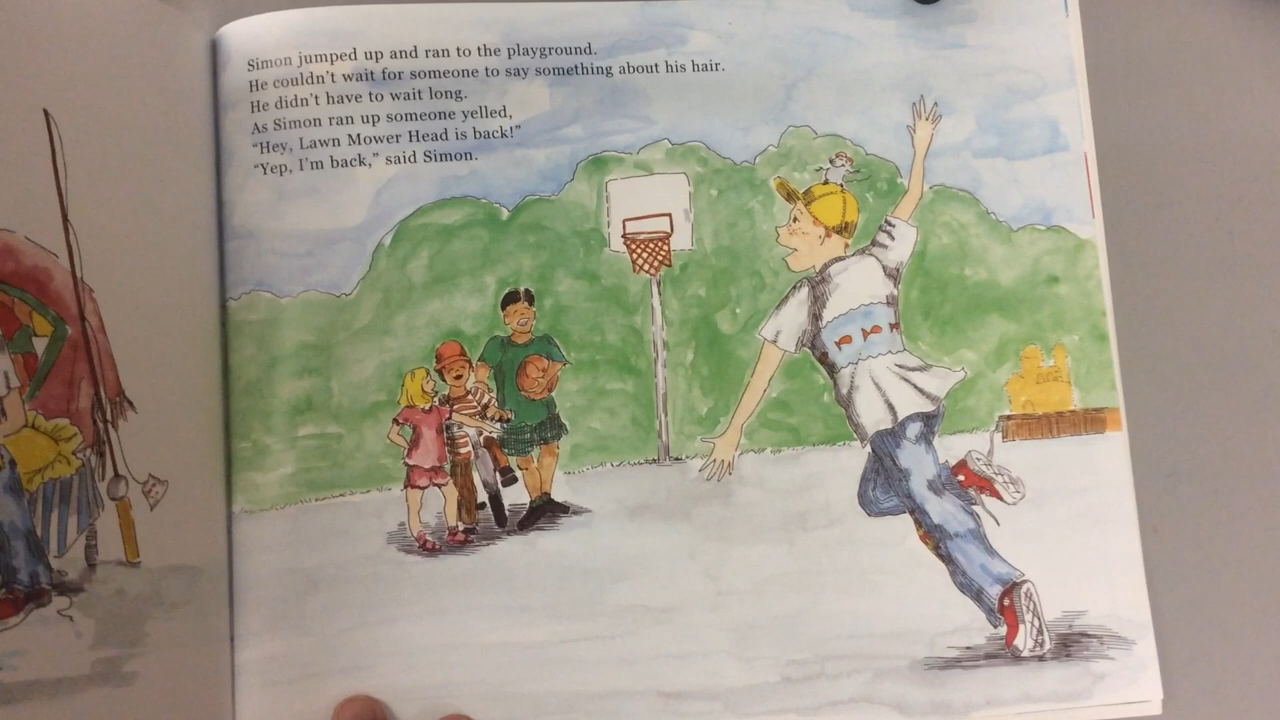 Simon jumped up and ran to the playground.
He couldn't wait for someone to say something about his hair.
He didn't have to wait long.
As Simon ran up someone yelled,
"Hey, Lawn Mower Head is back!"
"Yep, I'm back," said Simon.